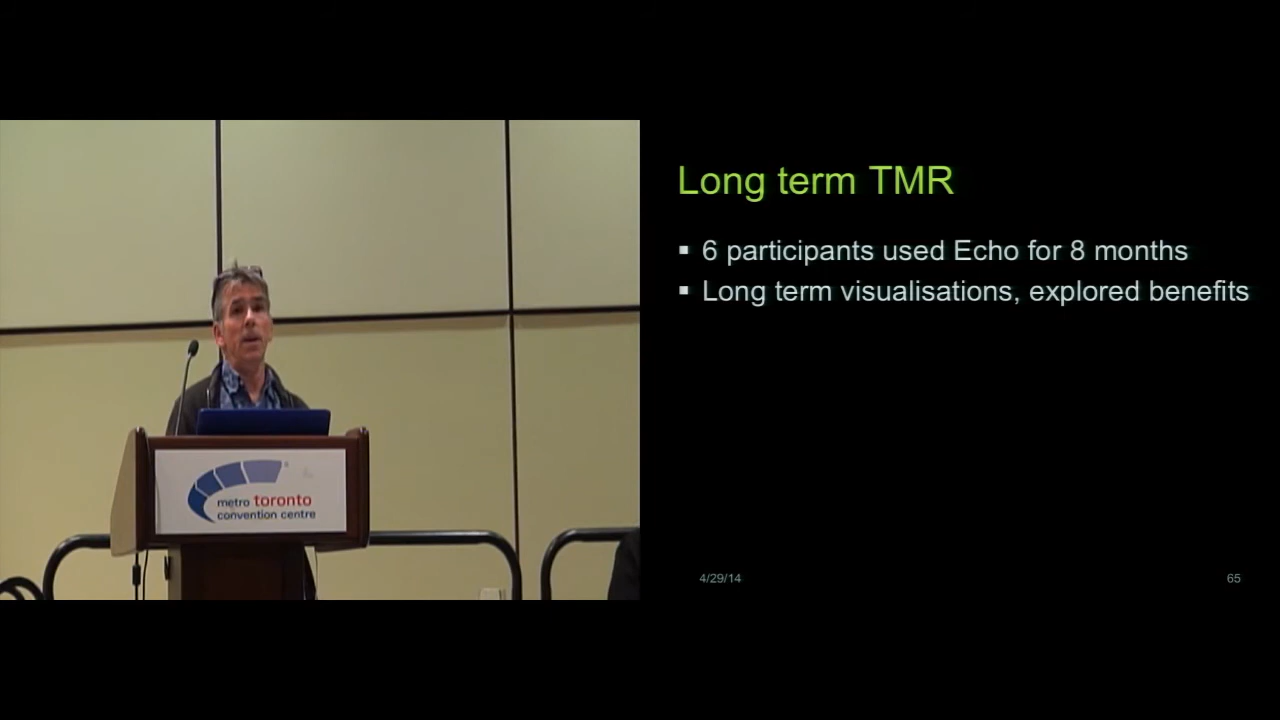 metro toronto
convention centre
Long term TMR
▪ 6 participants used Echo for 8 months
▪ Long term visualisations, explored benefits
4/29/14
65